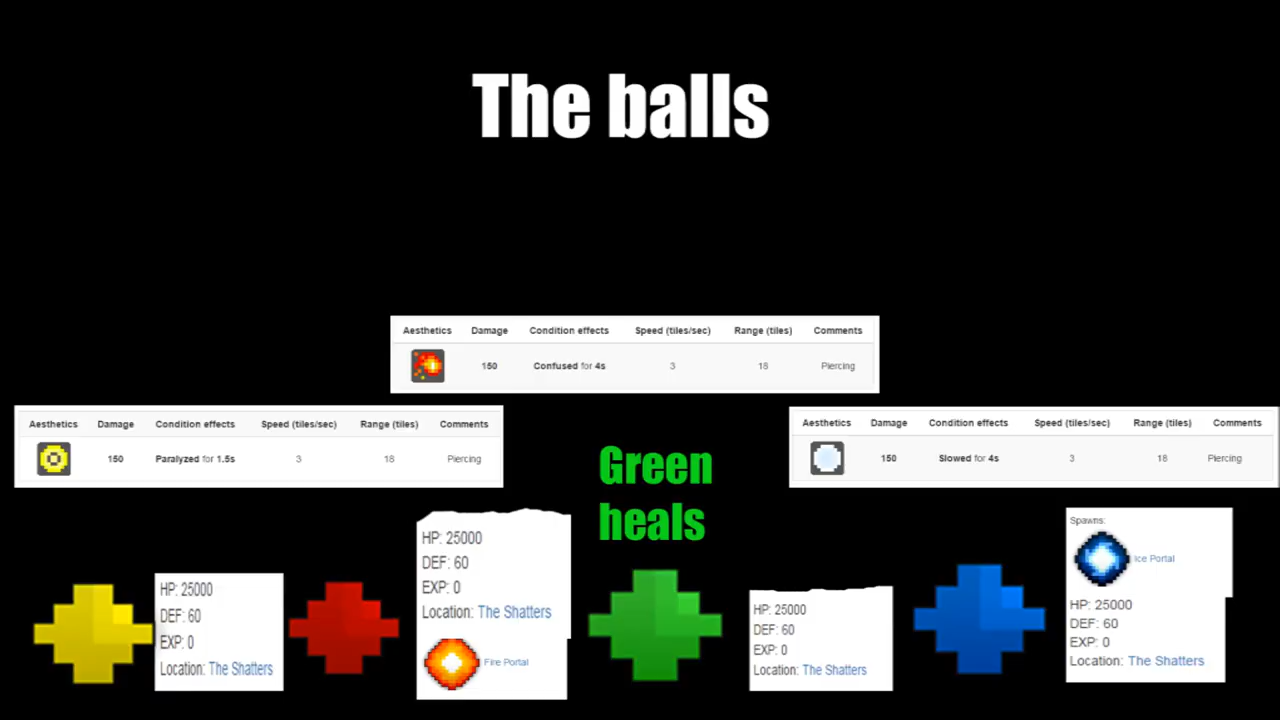 The balls
Aesthetics Damage Condition effects Speed (tiles/sec) Range (tiles) Comments
150 Confused for 4s 3 18 Piercing
Aesthetics Damage Condition effects Speed (tiles/sec) Range (tiles) Comments
150 Paralyzed for 1.5s 3 18 Piercing
Aesthetics Damage Condition effects Speed (tiles/sec) Range (tiles) Comments
150 Slowed for 4s 3 18 Piercing
Green
heals
HP: 25000
DEF: 60
EXP: 0
Location: The Shatters
HP: 25000
DEF: 60
EXP: 0
Location: The Shatters
Fire Portal
HP: 25000
DEF: 60
EXP: 0
Location: The Shatters
Spawns:
Ice Portal
HP: 25000
DEF: 60
EXP: 0
Location: The Shatters